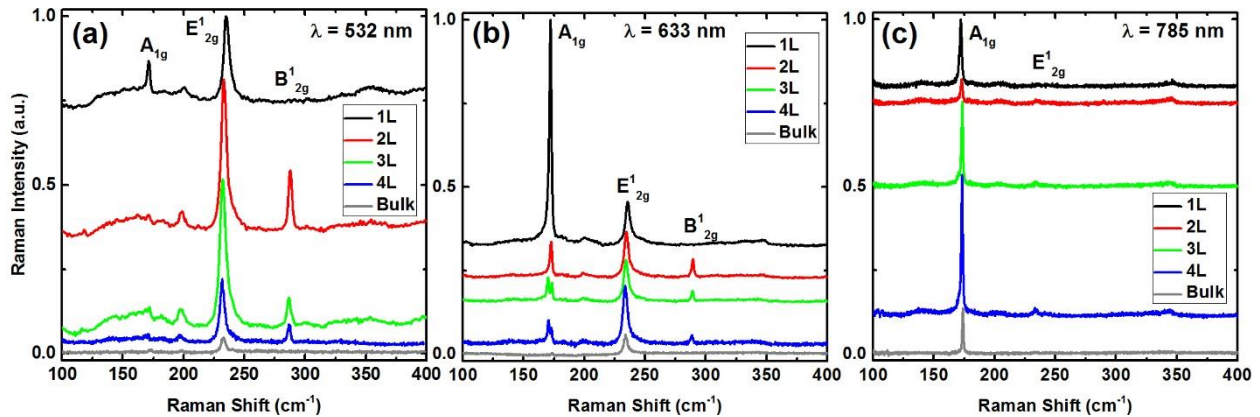 (a)
A1g
E¹2g
B¹2g
λ = 532 nm
1L
2L
3L
4L
Bulk
Raman Intensity (a.u.)
1.0
0.5
0.0
100 150 200 250 300 350 400
Raman Shift (cm⁻¹)
(b)
A1g
λ = 633 nm
E¹2g
B¹2g
1L
2L
3L
4L
Bulk
1.0
0.5
0.0
100 150 200 250 300 350 400
Raman Shift (cm⁻¹)
(c)
A1g
λ = 785 nm
E¹2g
1L
2L
3L
4L
Bulk
1.0
0.5
0.0
100 150 200 250 300 350 400
Raman Shift (cm⁻¹)